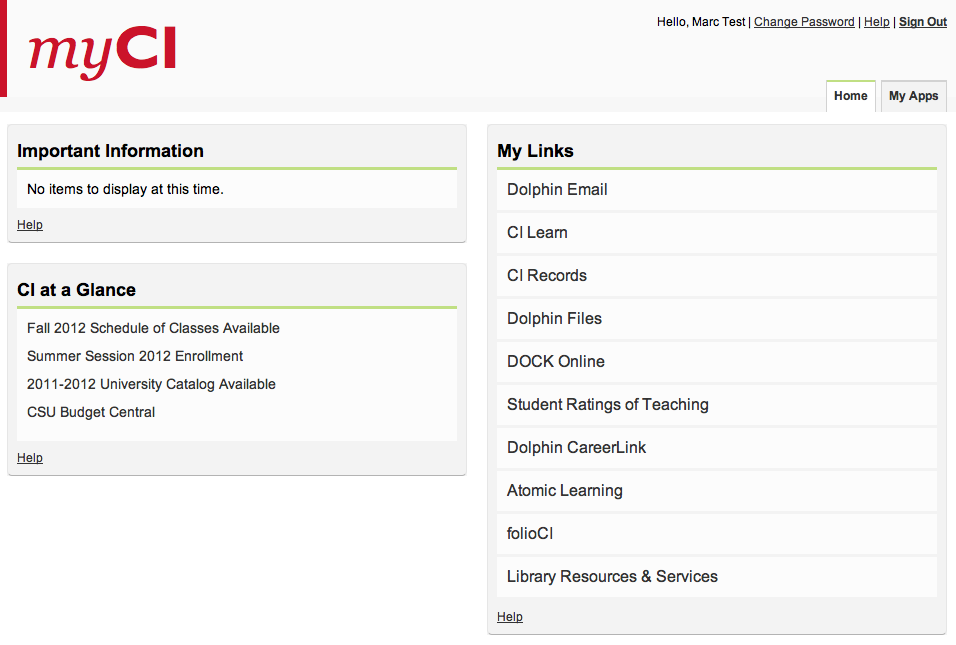 myCI
Hello, Marc Test | Change Password | Help | Sign Out
Home
My Apps
Important Information
No items to display at this time.
Help
CI at a Glance
Fall 2012 Schedule of Classes Available
Summer Session 2012 Enrollment
2011-2012 University Catalog Available
CSU Budget Central
Help
My Links
Dolphin Email
CI Learn
CI Records
Dolphin Files
DOCK Online
Student Ratings of Teaching
Dolphin CareerLink
Atomic Learning
folioCI
Library Resources & Services
Help